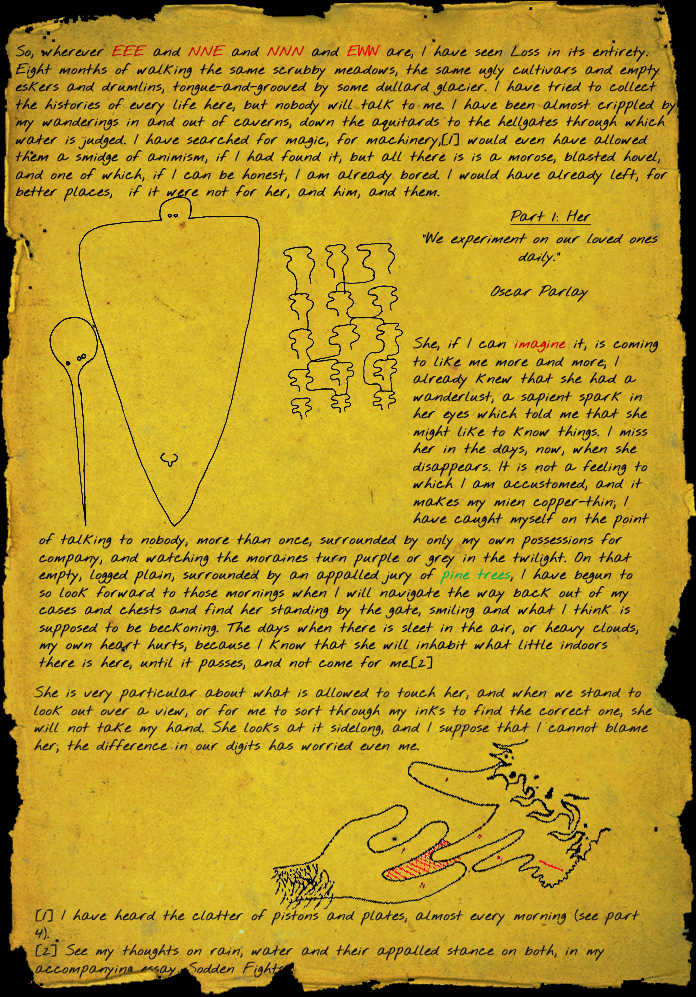 So, wherever EEE and NNE and NNN and EWW are, I have seen Loss in its entirety.
Eight months of walking the same scrubby meadows, the same ugly cultivars and empty
eskers and drumlins, tongue-and-grooved by some dullard glacier. I have tried to collect
the histories of every life here, but nobody will talk to me. I have been almost crippled by
my wanderings in and out of caverns, down the aquitards to the hellgates through which
water is judged. I have searched for magic, for machinery,[1] would even have allowed
them a smidge of animism, if I had found it, but all there is is a morose, blasted hovel,
and one of which, if I can be honest, I am already bored. I would have already left, for
better places, if it were not for her, and him, and them.
Part 1: Her
"We experiment on our loved ones
daily."
Oscar Parlay
She, if I can imagine it, is coming
to like me more and more; I
already knew that she had a
wanderlust, a sapient spark in
her eyes which told me that she
might like to know things. I miss
her in the days, now, when she
disappears. It is not a feeling to
which I am accustomed, and it
makes my mien copper-thin; I
have caught myself on the point
of talking to nobody, more than once, surrounded by only my own possessions for
company, and watching the moraines turn purple or grey in the twilight. On that
empty, logged plain, surrounded by an appalled jury of pine trees, I have begun to
so look forward to those mornings when I will navigate the way back out of my
cases and chests and find her standing by the gate, smiling and what I think is
supposed to be beckoning. The days when there is sleet in the air, or heavy clouds,
my own heart hurts, because I know that she will inhabit what little indoors
there is here, until it passes, and not come for me.[2]
She is very particular about what is allowed to touch her, and when we stand to
look out over a view, or for me to sort through my inks to find the correct one, she
will not take my hand. She looks at it sidelong, and I suppose that I cannot blame
her, the difference in our digits has worried even me.
[1] I have heard the clatter of pistons and plates, almost every morning (see part
4).
[2] See my thoughts on rain, water and their appalled stance on both, in my
accompanying essay, Sodden Fights.